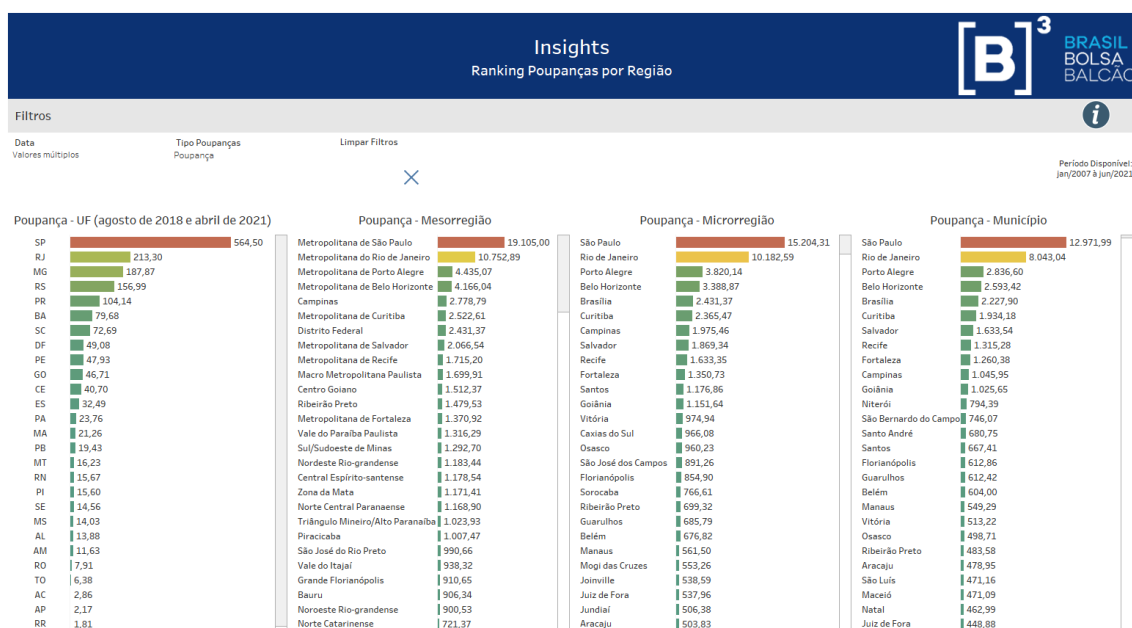 Insights
Ranking Poupanças por Região
[B]³
BRASIL
BOLSA
BALCÃO
Filtros
i
Data
Valores múltiplos
Tipo Poupanças
Poupança
Limpar Filtros
Período Disponível:
jan/2007 à jun/2021
Poupança - UF (agosto de 2018 e abril de 2021)
SP 564,50
RJ 213,30
MG 187,87
RS 156,99
PR 104,14
BA 79,68
SC 72,69
DF 49,08
PE 47,93
GO 46,71
CE 40,70
ES 32,49
PA 23,76
MA 21,26
PB 19,43
MT 16,23
RN 15,67
PI 15,60
SE 14,56
MS 14,03
AL 13,88
AM 11,63
RO 7,91
TO 6,38
AC 2,86
AP 2,17
RR 1,81
Poupança - Mesorregião
Metropolitana de São Paulo 19.105,00
Metropolitana do Rio de Janeiro 10.752,89
Metropolitana de Porto Alegre 4.435,07
Metropolitana de Belo Horizonte 4.166,04
Campinas 2.778,79
Metropolitana de Curitiba 2.522,61
Distrito Federal 2.431,37
Metropolitana de Salvador 2.066,54
Metropolitana de Recife 1.715,20
Macro Metropolitana Paulista 1.699,91
Centro Goiano 1.512,37
Ribeirão Preto 1.479,53
Metropolitana de Fortaleza 1.370,92
Vale do Paraíba Paulista 1.316,29
Sul/Sudoeste de Minas 1.292,70
Nordeste Rio-grandense 1.183,44
Central Espírito-santense 1.178,54
Zona da Mata 1.171,41
Norte Central Paranaense 1.168,90
Triângulo Mineiro/Alto Paranaíba 1.023,93
Piracicaba 1.007,47
São José do Rio Preto 990,66
Vale do Itajaí 938,32
Grande Florianópolis 910,65
Bauru 906,34
Noroeste Rio-grandense 900,53
Norte Catarinense 721,37
Poupança - Microrregião
São Paulo 15.204,31
Rio de Janeiro 10.182,59
Porto Alegre 3.820,14
Belo Horizonte 3.388,87
Brasília 2.431,37
Curitiba 2.365,47
Campinas 1.975,46
Salvador 1.869,34
Recife 1.633,35
Fortaleza 1.350,73
Santos 1.176,86
Goiânia 1.151,64
Vitória 974,94
Caxias do Sul 966,08
Osasco 960,23
São José dos Campos 891,26
Florianópolis 854,90
Sorocaba 766,61
Ribeirão Preto 699,32
Guarulhos 685,79
Belém 676,82
Manaus 561,50
Mogi das Cruzes 553,26
Joinville 538,59
Juiz de Fora 537,96
Jundiaí 506,38
Aracaju 503,83
Poupança - Município
São Paulo 12.971,99
Rio de Janeiro 8.043,04
Porto Alegre 2.836,60
Belo Horizonte 2.593,42
Brasília 2.227,90
Curitiba 1.934,18
Salvador 1.633,54
Recife 1.315,28
Fortaleza 1.260,38
Campinas 1.045,95
Goiânia 1.025,65
Niterói 794,39
São Bernardo do Campo 746,07
Santo André 680,75
Santos 667,41
Florianópolis 612,86
Guarulhos 612,42
Belém 604,00
Manaus 549,29
Vitória 513,22
Osasco 498,71
Ribeirão Preto 483,58
Aracaju 478,95
São Luís 471,16
Maceió 471,09
Natal 462,99
Juiz de Fora 448,88